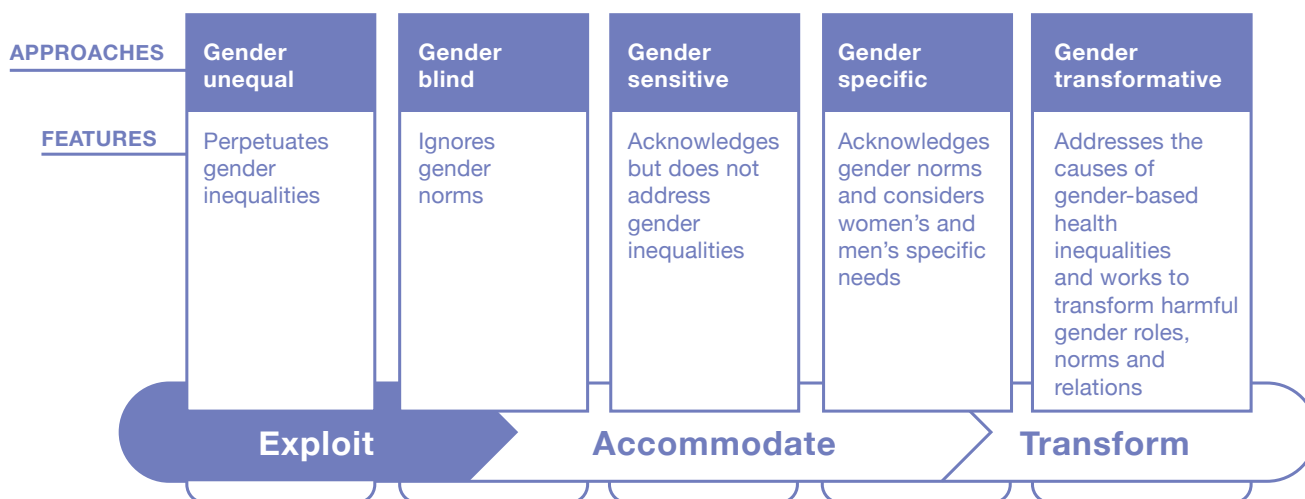 APPROACHES
Gender
unequal
Gender
blind
Gender
sensitive
Gender
specific
Gender
transformative
FEATURES
Perpetuates
gender
inequalities
Ignores
gender
norms
Acknowledges
but does not
address
gender
inequalities
Acknowledges
gender norms
and considers
women’s and
men’s specific
needs
Addresses the
causes of
gender-based
health
inequalities
and works to
transform harmful
gender roles,
norms and
relations
Exploit
Accommodate
Transform